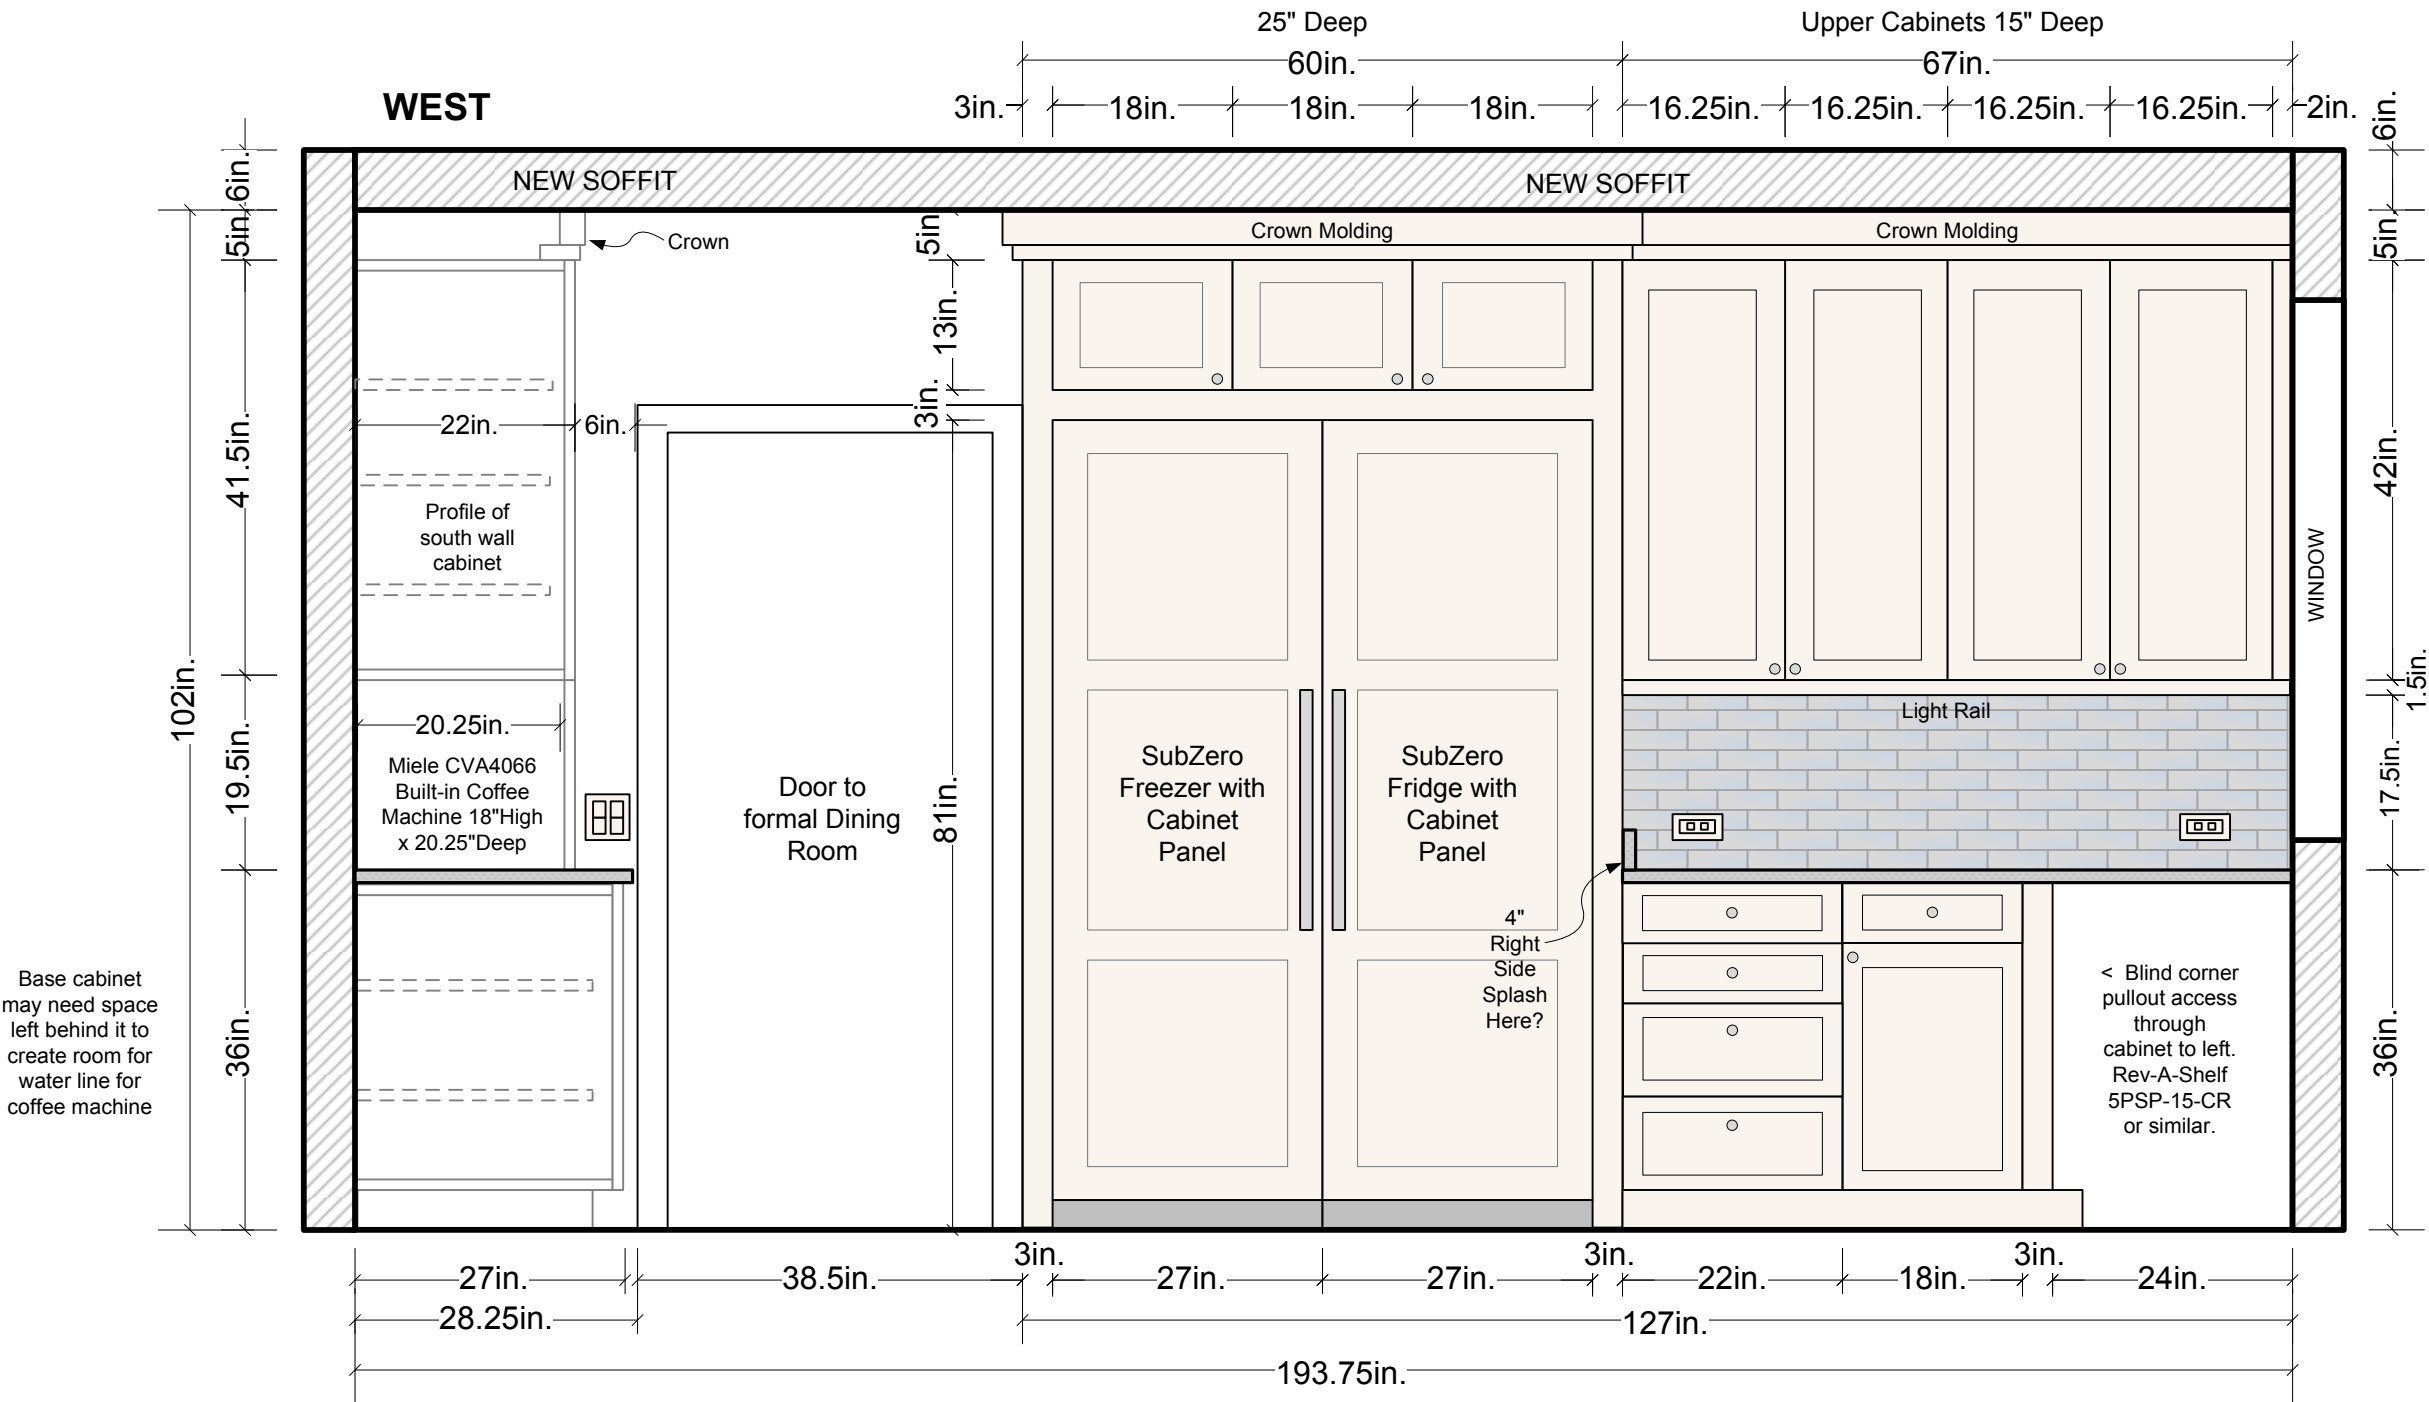 25" Deep
Upper Cabinets 15" Deep
60in.
67in.
WEST
3in.
18in.
18in.
18in.
16.25in.
16.25in.
16.25in.
16.25in.
2in.
6in.
6in.
NEW SOFFIT
NEW SOFFIT
5in.
Crown
5in.
Crown Molding
Crown Molding
5in.
13in.
3in.
22in.
6in.
41.5in.
42in.
Profile of
south wall
cabinet
WINDOW
102in.
1.5in.
20.25in.
Light Rail
19.5in.
Miele CVA4066
Built-in Coffee
Machine 18"High
x 20.25"Deep
Door to
formal Dining
Room
81in.
SubZero
Freezer with
Cabinet
Panel
SubZero
Fridge with
Cabinet
Panel
17.5in.
4"
Right
Side
Splash
Here?
Base cabinet
may need space
left behind it to
create room for
water line for
coffee machine
36in.
< Blind corner
pullout access
through
cabinet to left.
Rev-A-Shelf
5PSP-15-CR
or similar.
36in.
3in.
3in.
3in.
27in.
38.5in.
27in.
27in.
22in.
18in.
24in.
28.25in.
127in.
193.75in.